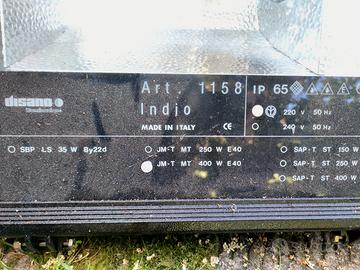 Art. 1158
Indio
MADE IN ITALY CE
IP 65
220 V 50 Hz
240 V 50 Hz
disano
SBP LS 35 W By22d
JM-T MT 250 W E40
JM-T MT 400 W E40
SAP-T ST 150 W
SAP-T ST 250 W
SAP-T ST 400 W